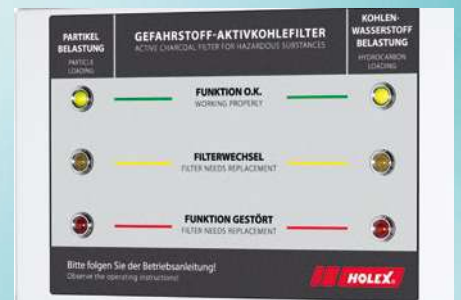 PARTIKEL
BELASTUNG
PARTICLE
LOADING
GEFAHRSTOFF-AKTIVKOHLEFILTER
ACTIVE CHARCOAL FILTER FOR HAZARDOUS SUBSTANCES
KOHLEN-
WASSERSTOFF
BELASTUNG
HYDROCARBON
LOADING
FUNKTION O.K.
WORKING PROPERLY
FILTERWECHSEL
FILTER NEEDS REPLACEMENT
FUNKTION GESTÖRT
FILTER NEEDS REPLACEMENT
Bitte folgen Sie der Betriebsanleitung!
Observe the operating instructions!
HOLEX.